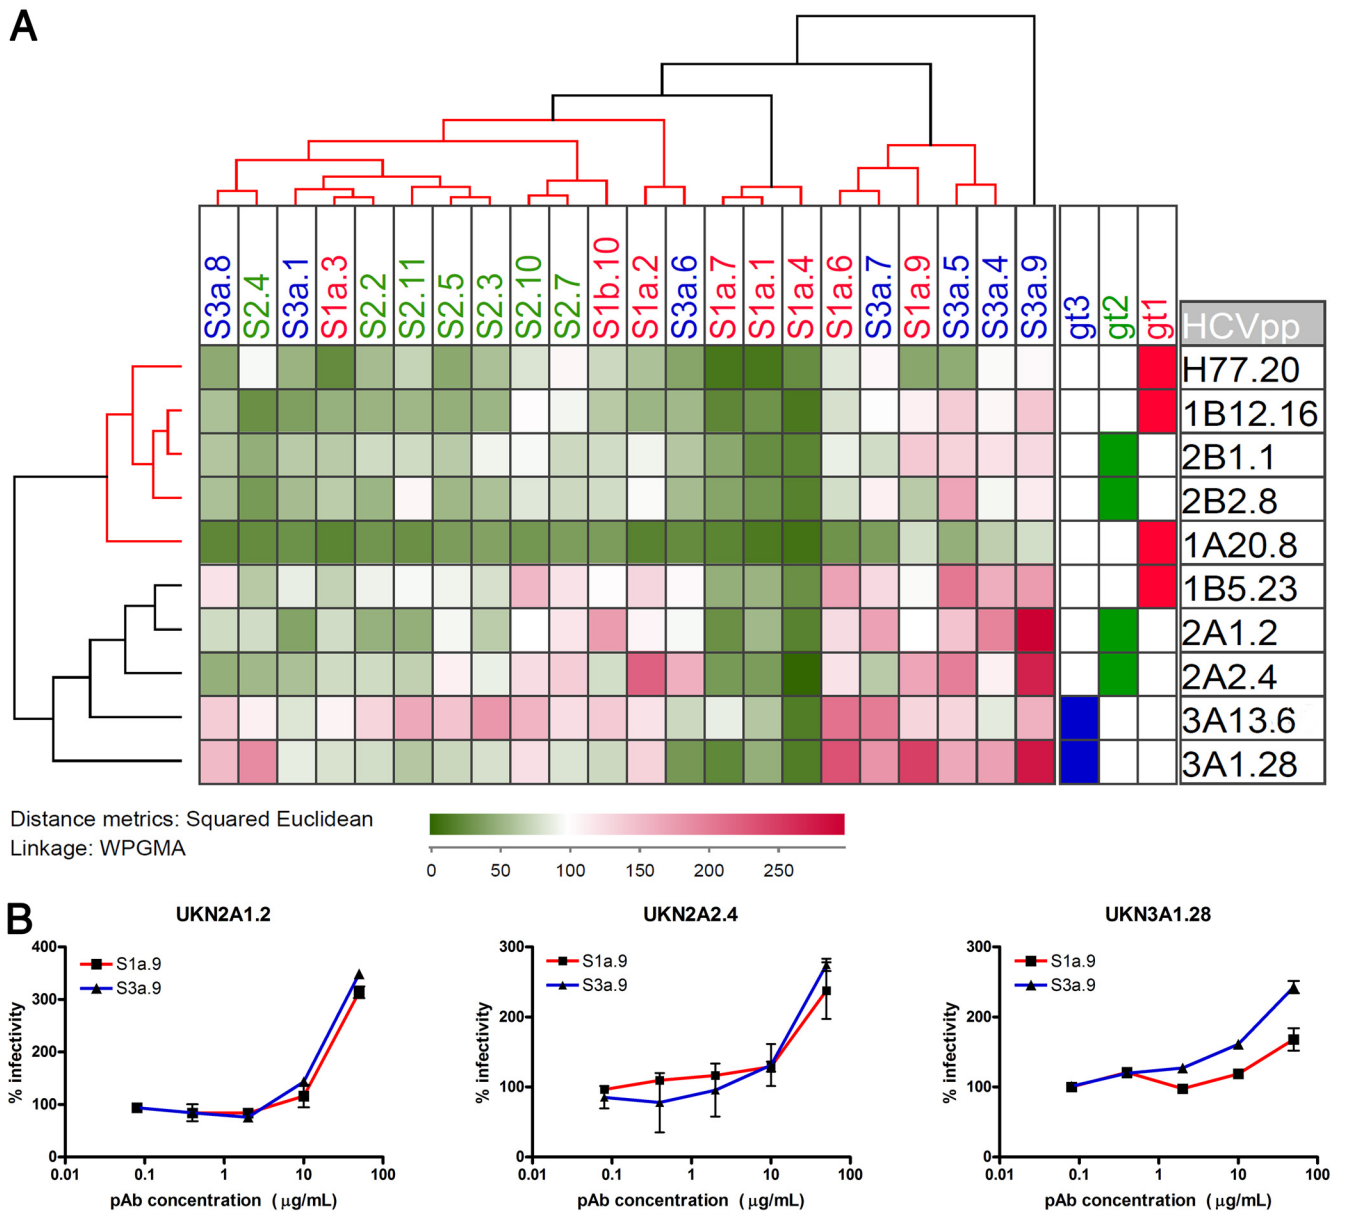 A
S3a.8 S2.4 S3a.1 S1a.3 S2.2 S2.11 S2.5 S2.3 S2.10 S2.7 S1b.10 S1a.2 S3a.6 S1a.7 S1a.1 S1a.4 S1a.6 S3a.7 S1a.9 S3a.5 S3a.4 S3a.9 gt3 gt2 gt1 HCVpp
H77.20
1B12.16
2B1.1
2B2.8
1A20.8
1B5.23
2A1.2
2A2.4
3A13.6
3A1.28
Distance metrics: Squared Euclidean
Linkage: WPGMA
0 50 100 150 200 250
B
UKN2A1.2
400
300
200
100
0
% infectivity
S1a.9
S3a.9
0.01 0.1 1 10 100
pAb concentration (μg/mL)
UKN2A2.4
300
200
100
0
% infectivity
S1a.9
S3a.9
0.01 0.1 1 10 100
pAb concentration (μg/mL)
UKN3A1.28
300
200
100
0
% infectivity
S1a.9
S3a.9
0.01 0.1 1 10 100
pAb concentration (μg/mL)